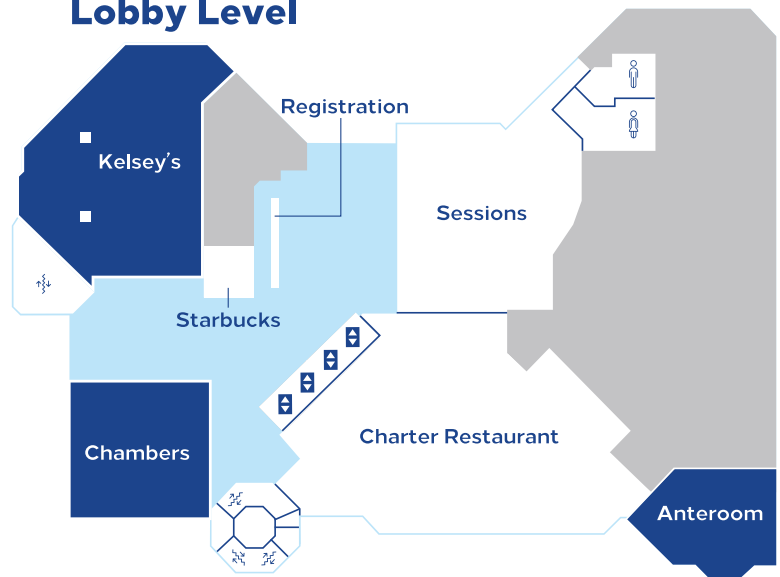 Lobby Level
Registration
Kelsey's
Sessions
Starbucks
Charter Restaurant
Chambers
Anteroom